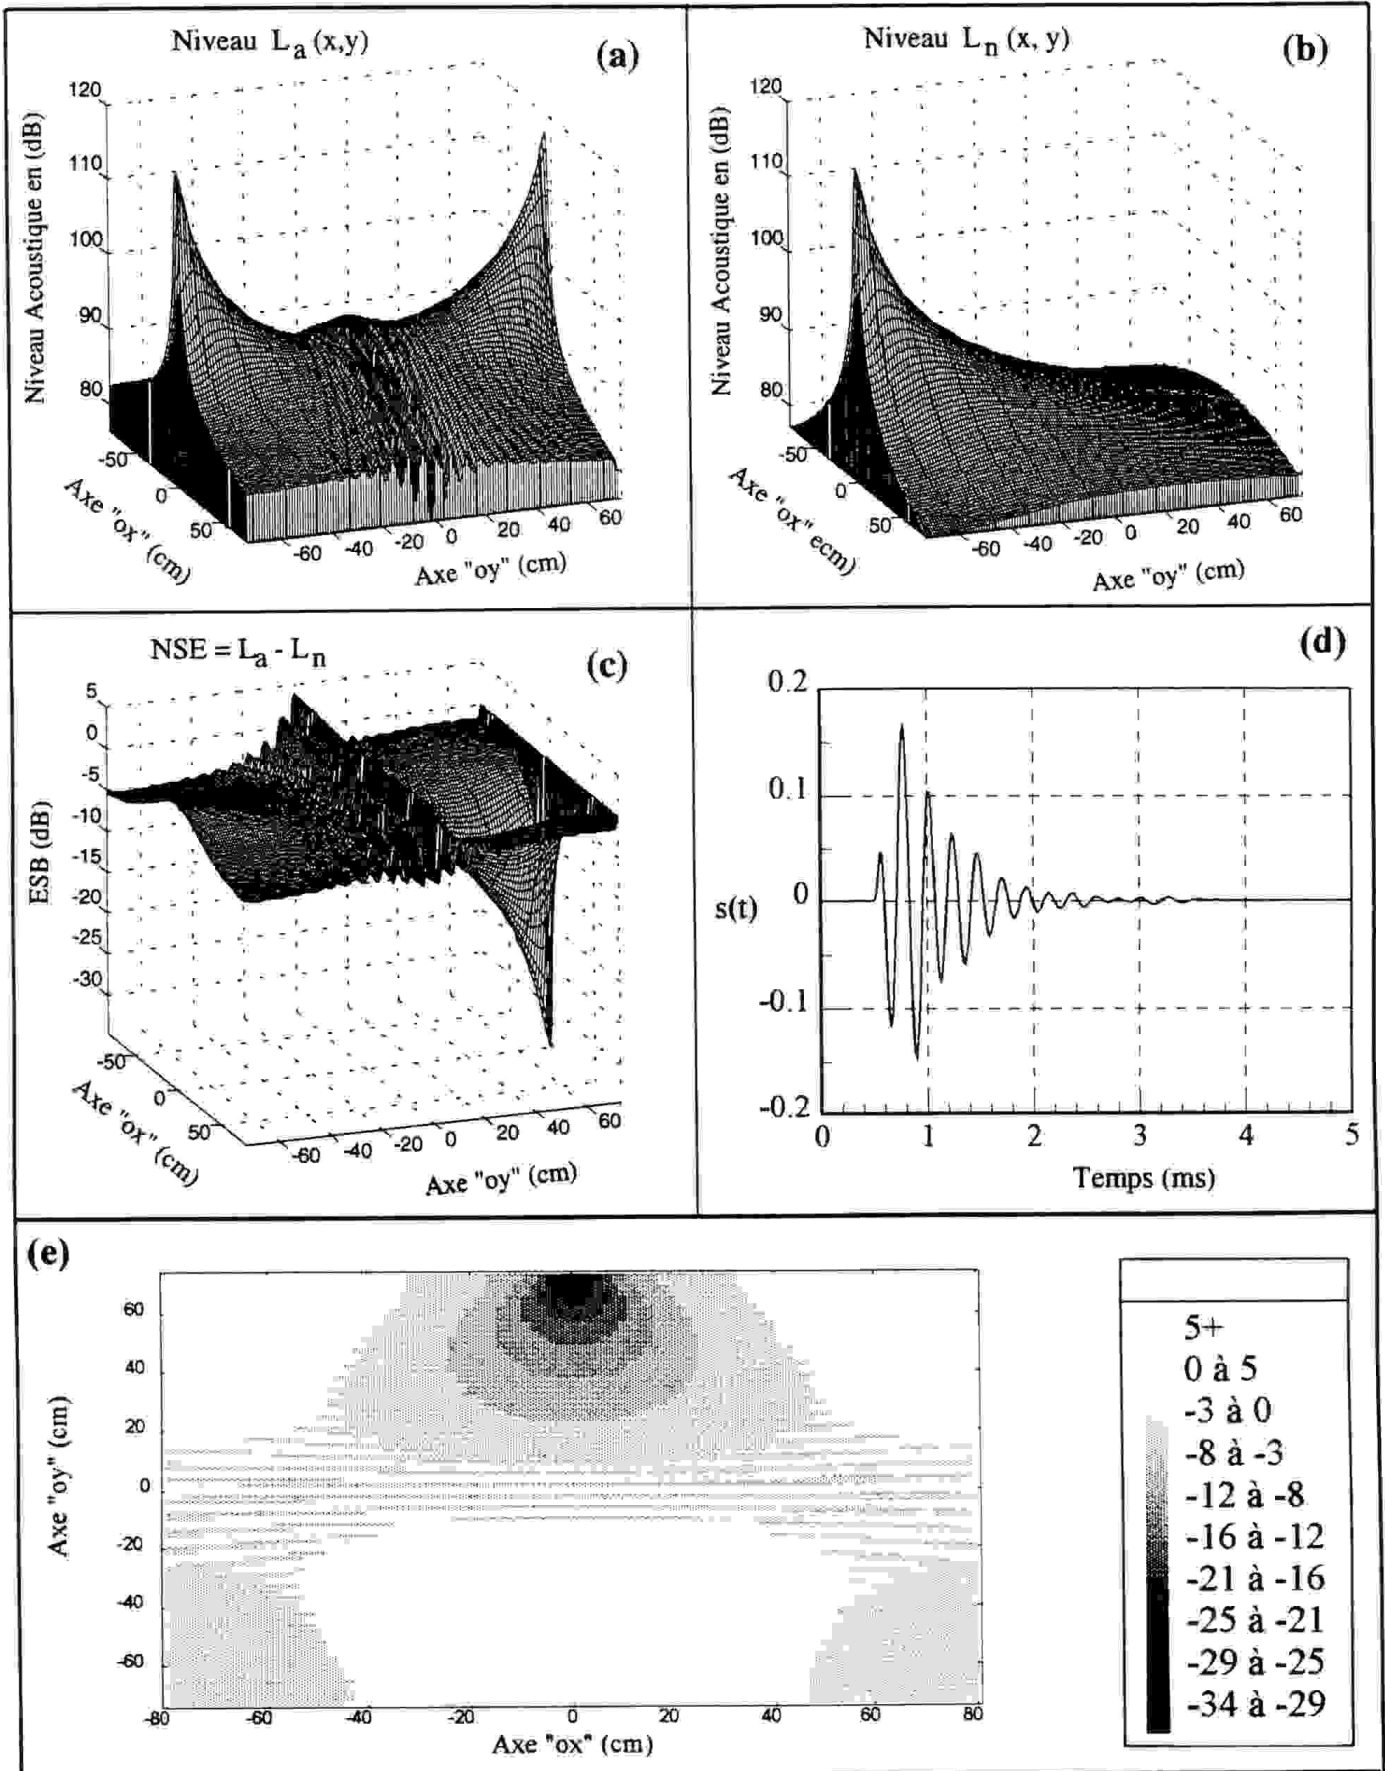 Niveau La (x,y)
(a)
120
110
100
90
80
Niveau Acoustique en (dB)
-50
0
50
Axe "ox" (cm)
-60 -40 -20 0 20 40 60
Axe "oy" (cm)
Niveau Ln (x, y)
(b)
120
110
100
90
80
Niveau Acoustique en (dB)
-50
0
50
Axe "ox" ecm)
-60 -40 -20 0 20 40 60
Axe "oy" (cm)
NSE = La - Ln
(c)
5
0
-5
-10
-15
-20
-25
-30
ESB (dB)
-50
0
50
Axe "ox" (cm)
-60 -40 -20 0 20 40 60
Axe "oy" (cm)
(d)
0.2
0.1
0
-0.1
-0.2
s(t)
0 1 2 3 4 5
Temps (ms)
(e)
60
40
20
0
-20
-40
-60
Axe "oy" (cm)
-80 -60 -40 -20 0 20 40 60 80
Axe "ox" (cm)
5+
0 à 5
-3 à 0
-8 à -3
-12 à -8
-16 à -12
-21 à -16
-25 à -21
-29 à -25
-34 à -29